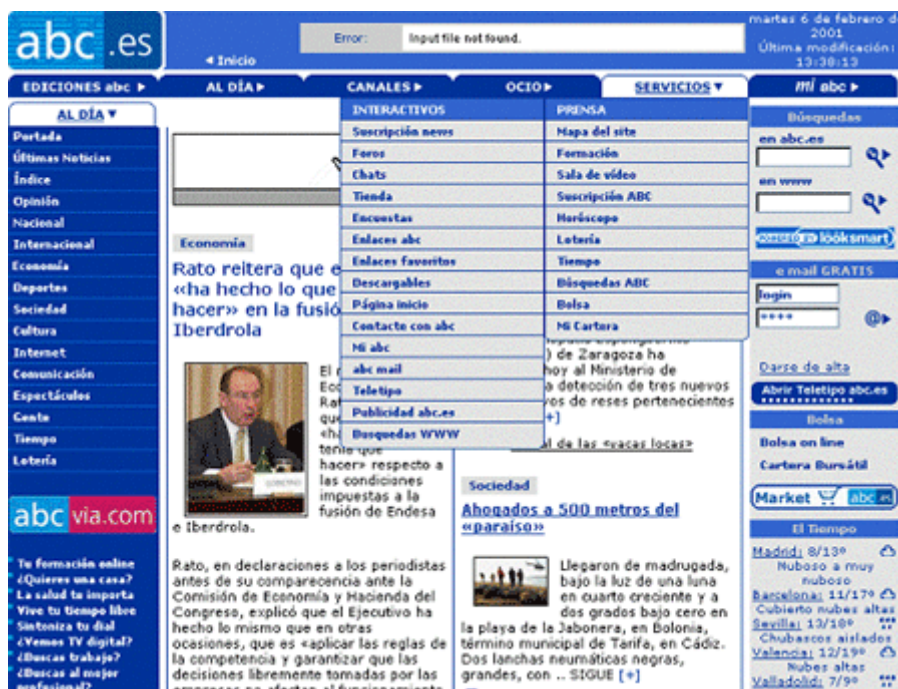 abc.es
◄ Inicio
Error: Input file not found.
martes 6 de febrero de
2001
Última modificación:
13:38:13
EDICIONES abc
AL DÍA
CANALES
OCIO
SERVICIOS
mi abc
AL DÍA
Portada
Últimas Noticias
Índice
Opinión
Nacional
Internacional
Economía
Deportes
Sociedad
Cultura
Internet
Comunicación
Espectáculos
Gente
Tiempo
Lotería
abc via.com
Tu formación online
¿Quieres una casa?
La salud te importa
Vive tu tiempo libre
Sintoniza tu dial
¿Vemos TV digital?
¿Buscas trabajo?
¿Buscas al mejor
profesional?
INTERACTIVOS
Suscripción news
Foros
Chats
Tienda
Encuestas
Enlaces abc
Enlaces favoritos
Descargables
Página inicio
Contacte con abc
Mi abc
abc mail
Teletipo
Publicidad abc.es
Busquedas WWW
PRENSA
Mapa del site
Formación
Sala de vídeo
Suscripción ABC
Horóscopo
Lotería
Tiempo
Búsquedas ABC
Bolsa
Mi Cartera
Economía
Rato reitera que e
«ha hecho lo que
hacer» en la fusió
Iberdrola
El
Ec
Ra
que
«ha
tenía que
hacer» respecto a
las condiciones
impuestas a la
fusión de Endesa
e Iberdrola.
Rato, en declaraciones a los periodistas
antes de su comparecencia ante la
Comisión de Economía y Hacienda del
Congreso, explicó que el Ejecutivo ha
hecho lo mismo que en otras
ocasiones, que es «aplicar las reglas de
la competencia y garantizar que las
decisiones libremente tomadas por las
empresas no afecten al funcionamiento
) de Zaragoza ha
hoy al Ministerio de
a detección de tres nuevos
vos de reses pertenecientes
[+]
al de las «vacas locas»
Sociedad
Ahogados a 500 metros del
«paraíso»
Llegaron de madrugada,
bajo la luz de una luna
en cuarto creciente y a
dos grados bajo cero en
la playa de la Jabonera, en Bolonia,
término municipal de Tarifa, en Cádiz.
Dos lanchas neumáticas negras,
grandes, con .. SIGUE [+]
Búsquedas
en abc.es
en www
POWERED BY lööksmart
e mail GRATIS
login
****
@
Darse de alta
Abrir Teletipo abc.es
Bolsa
Bolsa on line
Cartera Bursátil
Market abc.es
El Tiempo
Madrid: 8/13º
Nuboso a muy
nuboso
Barcelona: 11/17º
Cubierto nubes altas
Sevilla: 13/18º
Chubascos aislados
Valencia: 12/19º
Nubes altas
Valladolid: 7/9º